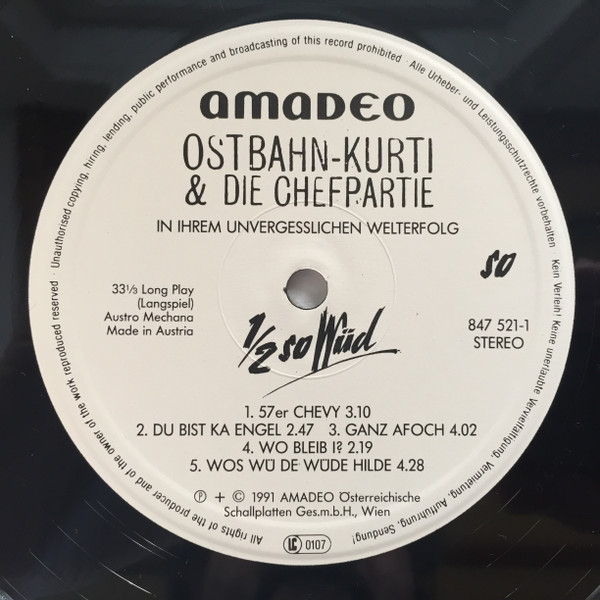 Unauthorised copying, hiring, lending, public performance and broadcasting of this record prohibited
Alle Urheber- und Leistungsschutzrechte vorbehalten
Kein Verleih! Keine unerlaubte Vervielfältigung, Vermietung, Aufführung, Sendung!
All rights of the producer and of the owner of the work reproduced reserved
amaDEO
OSTBAHN-KURTI
& DIE CHEFPARTIE
IN IHREM UNVERGESSLICHEN WELTERFOLG
SO
33⅓ Long Play
(Langspiel)
Austro Mechana
Made in Austria
1/2 so Wüd
847 521-1
STEREO
1. 57er CHEVY 3.10
2. DU BIST KA ENGEL 2.47 3. GANZ AFOCH 4.02
4. WO BLEIB I? 2.19
5. WOS WÜ DE WÜDE HILDE 4.28
℗ + © 1991 AMADEO Österreichische
Schallplatten Ges.m.b.H., Wien
LC 0107